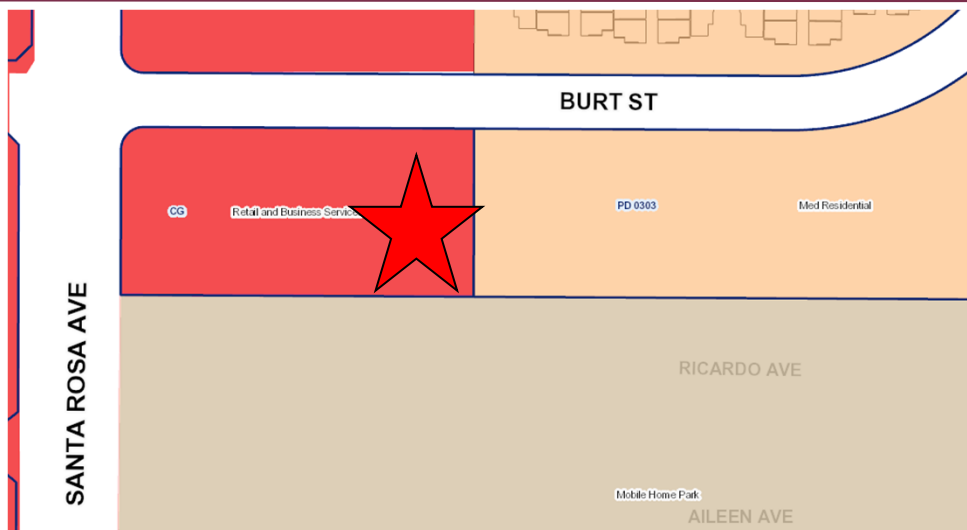 BURT ST
CG
Retail and Business Service
PD 0303
Med Residential
SANTA ROSA AVE
RICARDO AVE
Mobile Home Park
AILEEN AVE